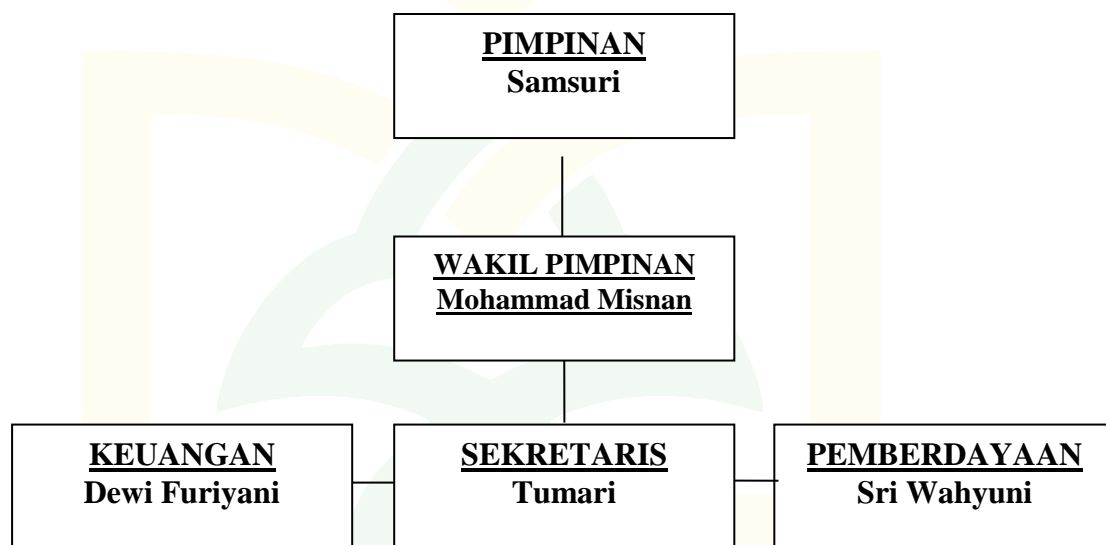 PIMPINAN
Samsuri
WAKIL PIMPINAN
Mohammad Misnan
KEUANGAN
Dewi Furiyani
SEKRETARIS
Tumari
PEMBERDAYAAN
Sri Wahyuni